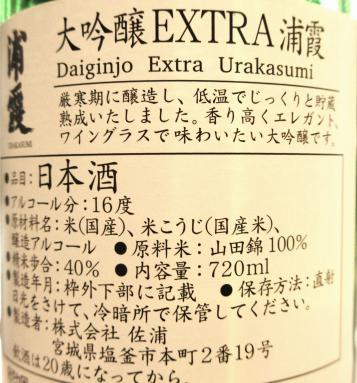 浦霞
URAKASUMI
大吟醸 EXTRA 浦霞
Daiginjo Extra Urakasumi
厳寒期に醸造し、低温でじっくりと貯蔵
熟成いたしました。香り高くエレガント、
ワイングラスで味わいたい大吟醸です。
●品目：日本酒
●アルコール分：16度
●原材料名：米(国産)、米こうじ(国産米)、
醸造アルコール ●原料米：山田錦100%
●精米歩合：40% ●内容量：720ml
●製造年月：枠外下部に記載 ●保存方法：直射
日光をさけて、冷暗所で保管してください。
●製造者：株式会社 佐浦
宮城県塩釜市本町2番19号
飲酒は20歳になってから。